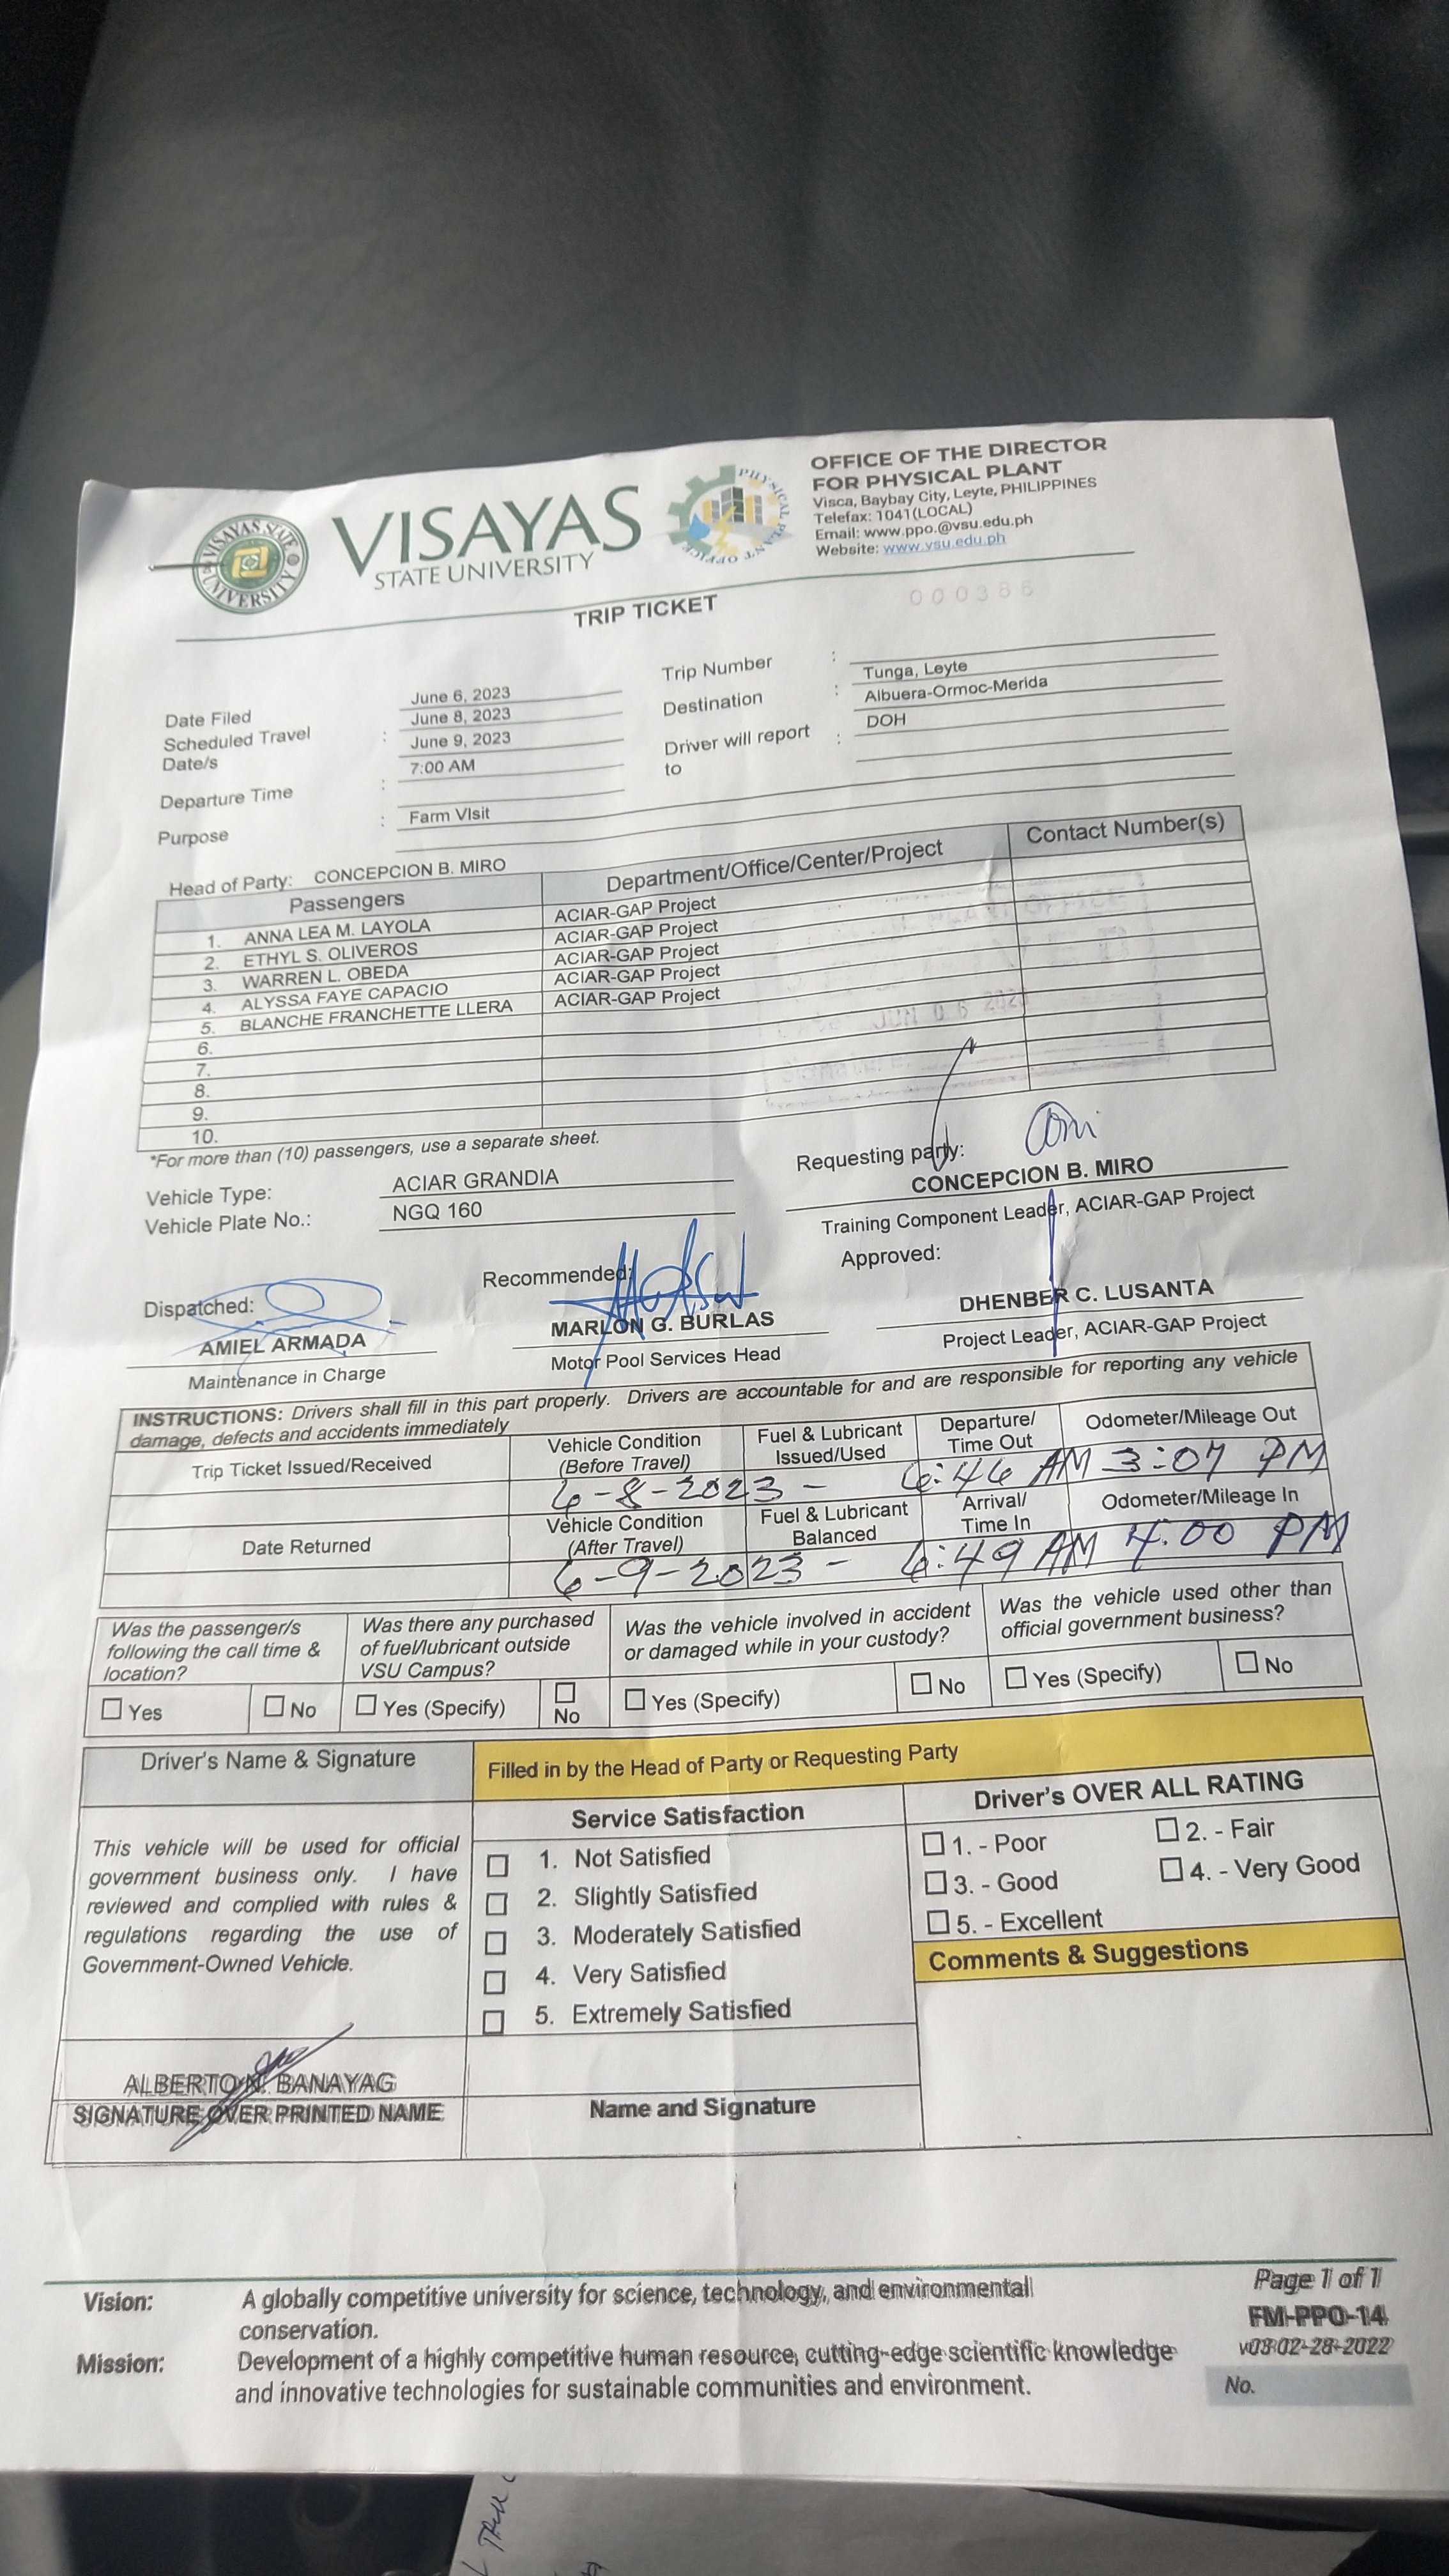 VISAYAS STATE UNIVERSITY
VISAYAS
STATE UNIVERSITY
PHYSICAL PLANT OFFICE
OFFICE OF THE DIRECTOR
FOR PHYSICAL PLANT
Visca, Baybay City, Leyte, PHILIPPINES
Telefax: 1041(LOCAL)
Email: www.ppo.@vsu.edu.ph
Website: www.vsu.edu.ph
TRIP TICKET
000386
Date Filed June 6, 2023
Scheduled Travel Date/s : June 8, 2023
June 9, 2023
Departure Time : 7:00 AM
Purpose : Farm VIsit
Trip Number :
Destination : Tunga, Leyte
Albuera-Ormoc-Merida
Driver will report to : DOH
Head of Party: CONCEPCION B. MIRO
Passengers Department/Office/Center/Project Contact Number(s)
1. ANNA LEA M. LAYOLA ACIAR-GAP Project
2. ETHYL S. OLIVEROS ACIAR-GAP Project
3. WARREN L. OBEDA ACIAR-GAP Project
4. ALYSSA FAYE CAPACIO ACIAR-GAP Project
5. BLANCHE FRANCHETTE LLERA ACIAR-GAP Project
6.
7.
8.
9.
10.
*For more than (10) passengers, use a separate sheet.
Vehicle Type: ACIAR GRANDIA
Vehicle Plate No.: NGQ 160
Requesting party:
CONCEPCION B. MIRO
Training Component Leader, ACIAR-GAP Project
Dispatched:
AMIEL ARMADA
Maintenance in Charge
Recommended:
MARLON G. BURLAS
Motor Pool Services Head
Approved:
DHENBER C. LUSANTA
Project Leader, ACIAR-GAP Project
INSTRUCTIONS: Drivers shall fill in this part properly. Drivers are accountable for and are responsible for reporting any vehicle
damage, defects and accidents immediately
Trip Ticket Issued/Received Vehicle Condition (Before Travel) Fuel & Lubricant Issued/Used Departure/ Time Out Odometer/Mileage Out
6-8-2023 - 6:46 AM 3:07 PM
Date Returned Vehicle Condition (After Travel) Fuel & Lubricant Balanced Arrival/ Time In Odometer/Mileage In
6-9-2023 - 6:49 AM 4:00 PM
Was the passenger/s following the call time & location?
Yes No
Was there any purchased of fuel/lubricant outside VSU Campus?
Yes (Specify) No
Was the vehicle involved in accident or damaged while in your custody?
Yes (Specify) No
Was the vehicle used other than official government business?
Yes (Specify) No
Driver's Name & Signature
Filled in by the Head of Party or Requesting Party
This vehicle will be used for official
government business only. I have
reviewed and complied with rules &
regulations regarding the use of
Government-Owned Vehicle.
Service Satisfaction
1. Not Satisfied
2. Slightly Satisfied
3. Moderately Satisfied
4. Very Satisfied
5. Extremely Satisfied
Driver's OVER ALL RATING
1. - Poor 2. - Fair
3. - Good 4. - Very Good
5. - Excellent
Comments & Suggestions
ALBERTO N. BANAYAG
SIGNATURE OVER PRINTED NAME
Name and Signature
Vision: A globally competitive university for science, technology, and environmental
conservation.
Mission: Development of a highly competitive human resource, cutting-edge scientific knowledge
and innovative technologies for sustainable communities and environment.
Page 1 of 1
FM-PPO-14
v03 02-28-2022
No.